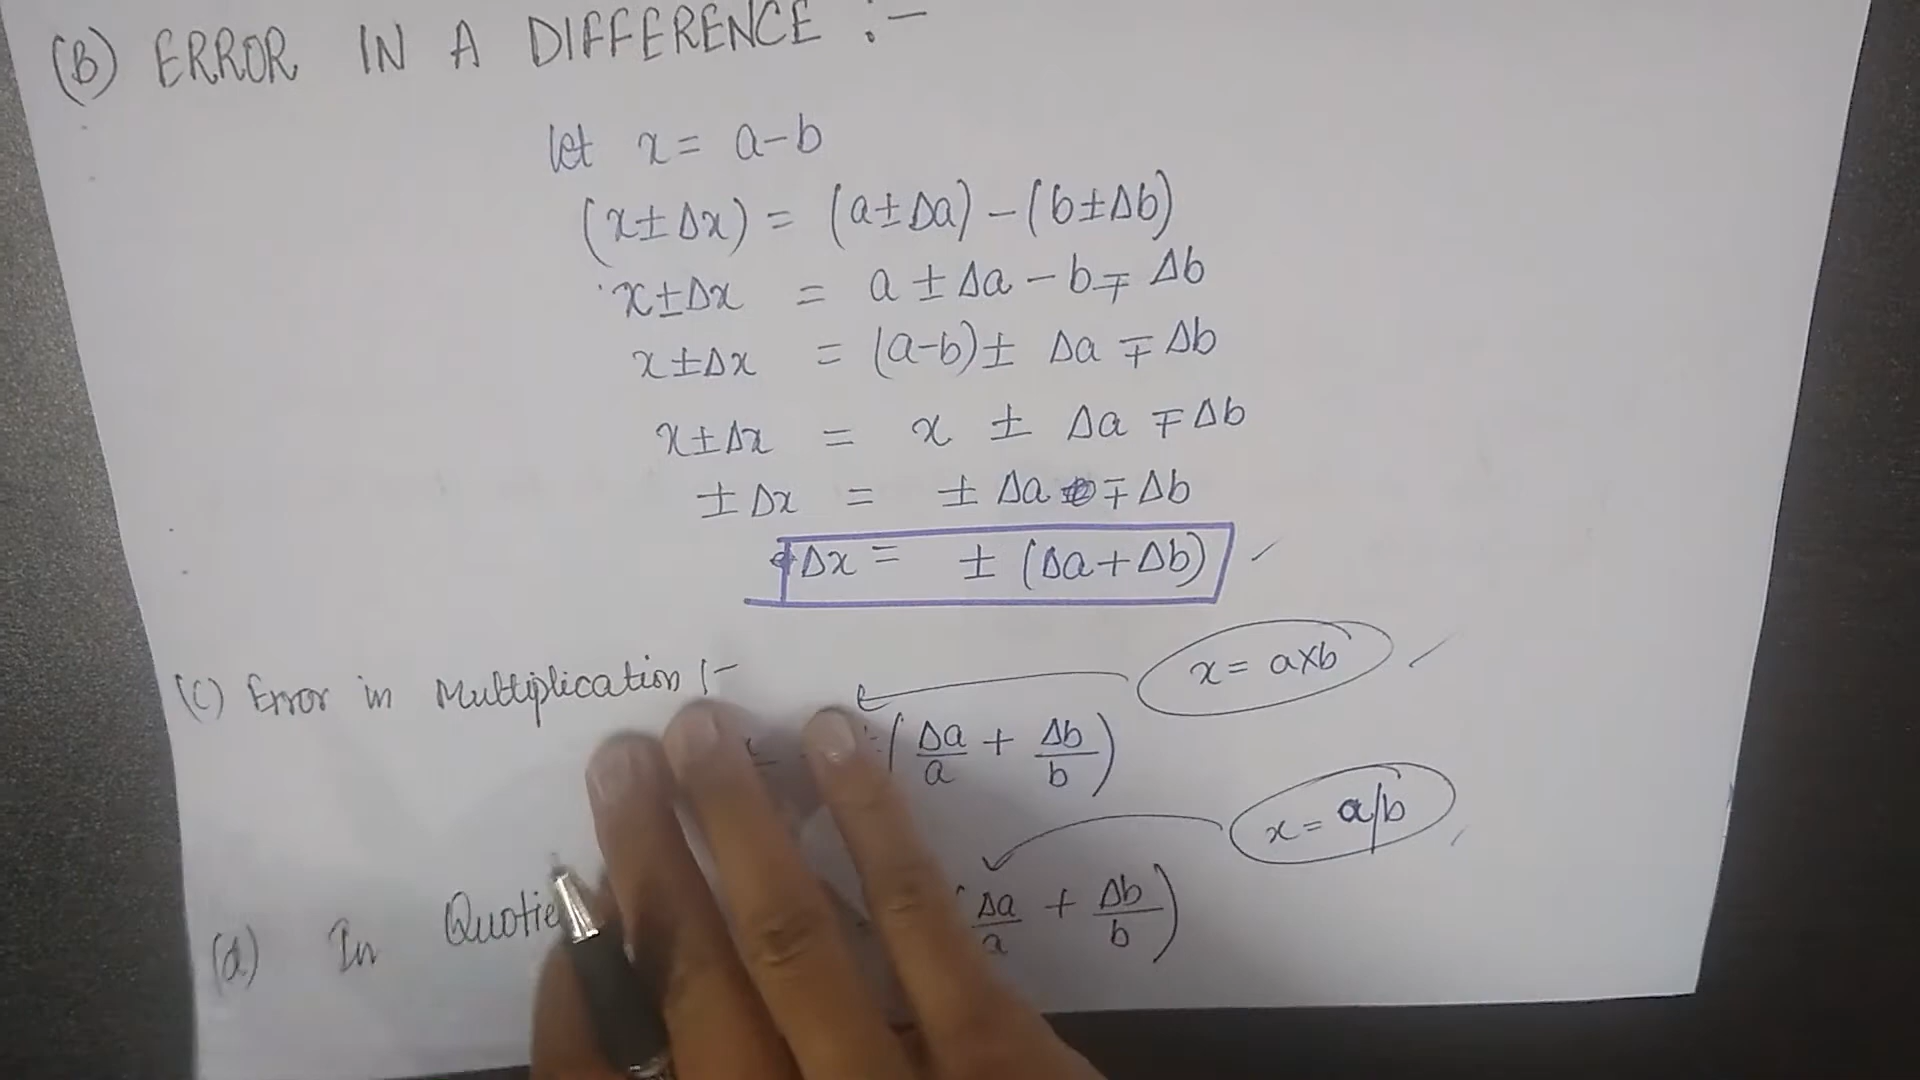 (B) ERROR IN A DIFFERENCE :-
let x = a-b
(x±Δx) = (a±Δa) - (b±Δb)
x±Δx = a ± Δa - b ∓ Δb
x±Δx = (a-b) ± Δa ∓ Δb
x±Δx = x ± Δa ∓ Δb
± Δx = ± Δa ∓ Δb
Δx = ± (Δa+Δb)
(C) Error in Multiplication :-
x = a×b
(Δa/a + Δb/b)
x = a/b
(d) In
(Δa/a + Δb/b)